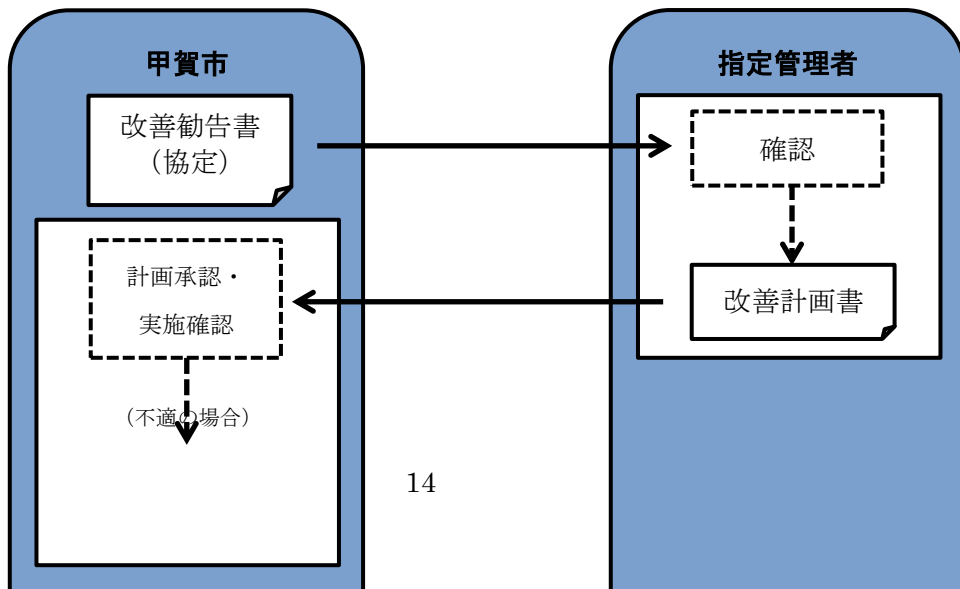 甲賀市
改善勧告書
（協定）
計画承認・
実施確認
（不適の場合）
指定管理者
確認
改善計画書
14